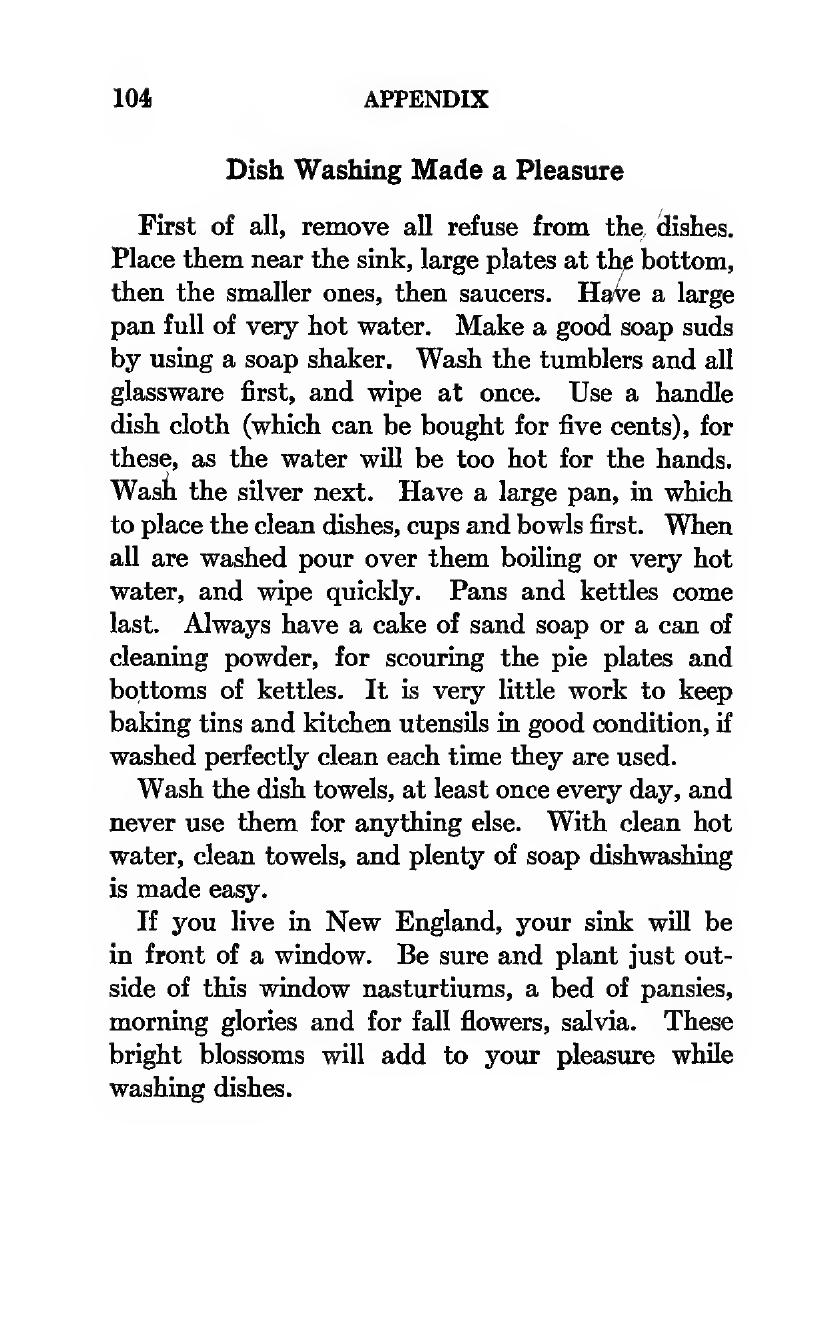 104 APPENDIX
Dish Washing Made a Pleasure
First of all, remove all refuse from the dishes.
Place them near the sink, large plates at the bottom,
then the smaller ones, then saucers. Have a large
pan full of very hot water. Make a good soap suds
by using a soap shaker. Wash the tumblers and all
glassware first, and wipe at once. Use a handle
dish cloth (which can be bought for five cents), for
these, as the water will be too hot for the hands.
Wash the silver next. Have a large pan, in which
to place the clean dishes, cups and bowls first. When
all are washed pour over them boiling or very hot
water, and wipe quickly. Pans and kettles come
last. Always have a cake of sand soap or a can of
cleaning powder, for scouring the pie plates and
bottoms of kettles. It is very little work to keep
baking tins and kitchen utensils in good condition, if
washed perfectly clean each time they are used.
Wash the dish towels, at least once every day, and
never use them for anything else. With clean hot
water, clean towels, and plenty of soap dishwashing
is made easy.
If you live in New England, your sink will be
in front of a window. Be sure and plant just out-
side of this window nasturtiums, a bed of pansies,
morning glories and for fall flowers, salvia. These
bright blossoms will add to your pleasure while
washing dishes.